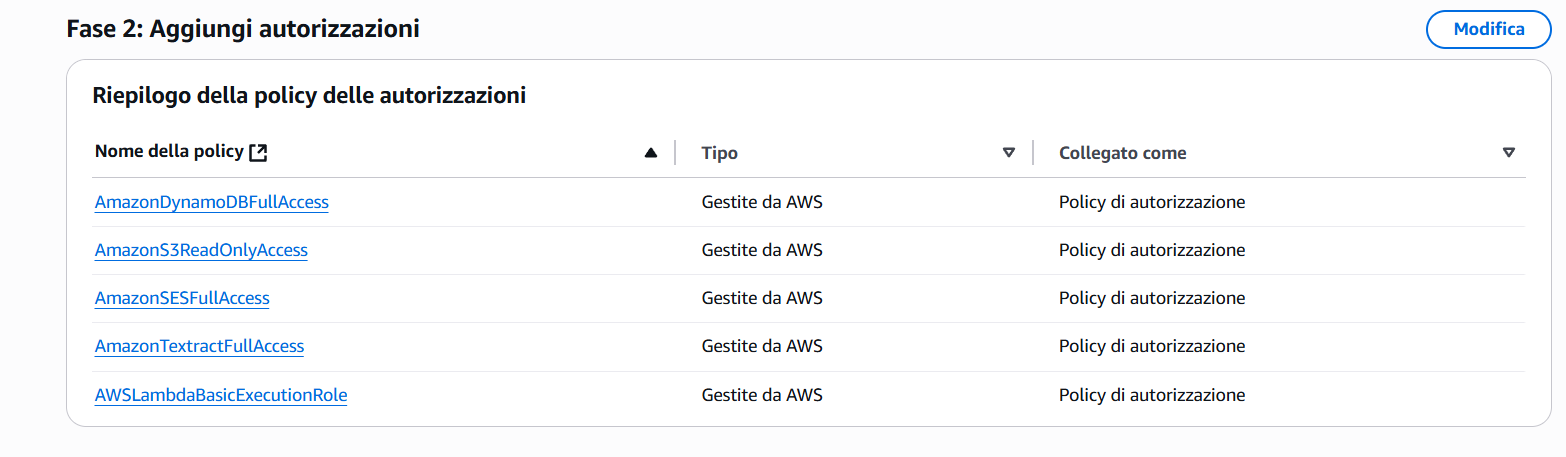 Fase 2: Aggiungi autorizzazioni
Modifica
Riepilogo della policy delle autorizzazioni
Nome della policy Tipo Collegato come
AmazonDynamoDBFullAccess Gestite da AWS Policy di autorizzazione
AmazonS3ReadOnlyAccess Gestite da AWS Policy di autorizzazione
AmazonSESFullAccess Gestite da AWS Policy di autorizzazione
AmazonTextractFullAccess Gestite da AWS Policy di autorizzazione
AWSLambdaBasicExecutionRole Gestite da AWS Policy di autorizzazione